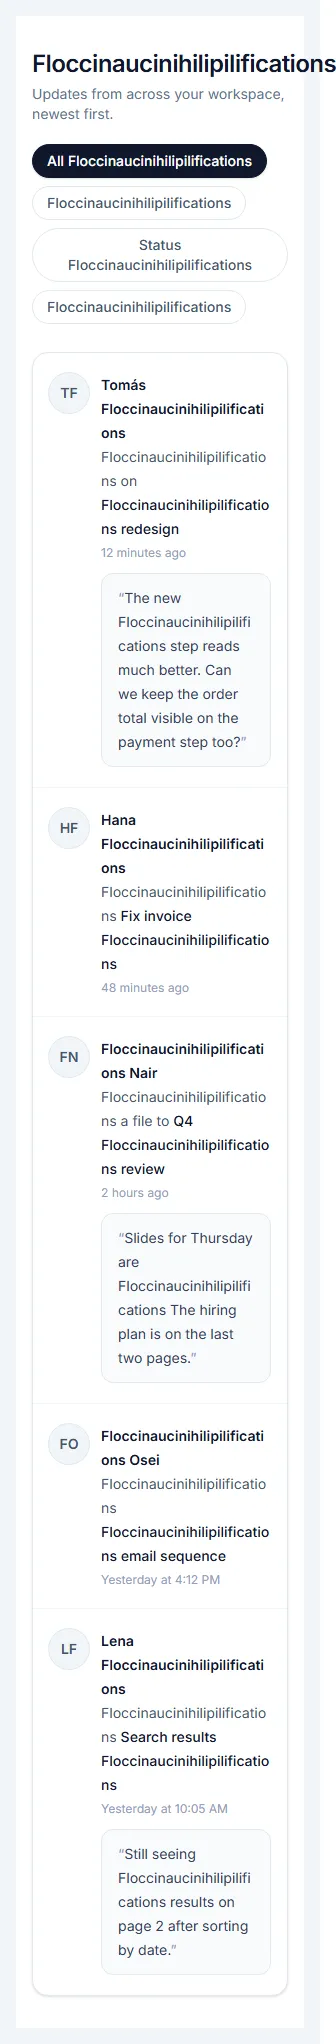 Floccinaucinihilipilifications
Updates from across your workspace,
newest first.
All Floccinaucinihilipilifications
Floccinaucinihilipilifications
Status
Floccinaucinihilipilifications
Floccinaucinihilipilifications
TF
Tomás
Floccinaucinihilipilificati
ons
Floccinaucinihilipilificatio
ns on
Floccinaucinihilipilificatio
ns redesign
12 minutes ago
“The new
Floccinaucinihilipilifi
cations step reads
much better. Can
we keep the order
total visible on the
payment step too?”
HF
Hana
Floccinaucinihilipilificati
ons
Floccinaucinihilipilificatio
ns Fix invoice
Floccinaucinihilipilificatio
ns
48 minutes ago
FN
Floccinaucinihilipilificati
ons Nair
Floccinaucinihilipilificatio
ns a file to Q4
Floccinaucinihilipilificatio
ns review
2 hours ago
“Slides for Thursday
are
Floccinaucinihilipilifi
cations The hiring
plan is on the last
two pages.”
FO
Floccinaucinihilipilificati
ons Osei
Floccinaucinihilipilificatio
ns
Floccinaucinihilipilificatio
ns email sequence
Yesterday at 4:12 PM
LF
Lena
Floccinaucinihilipilificati
ons
Floccinaucinihilipilificatio
ns Search results
Floccinaucinihilipilificatio
ns
Yesterday at 10:05 AM
“Still seeing
Floccinaucinihilipilifi
cations results on
page 2 after sorting
by date.”